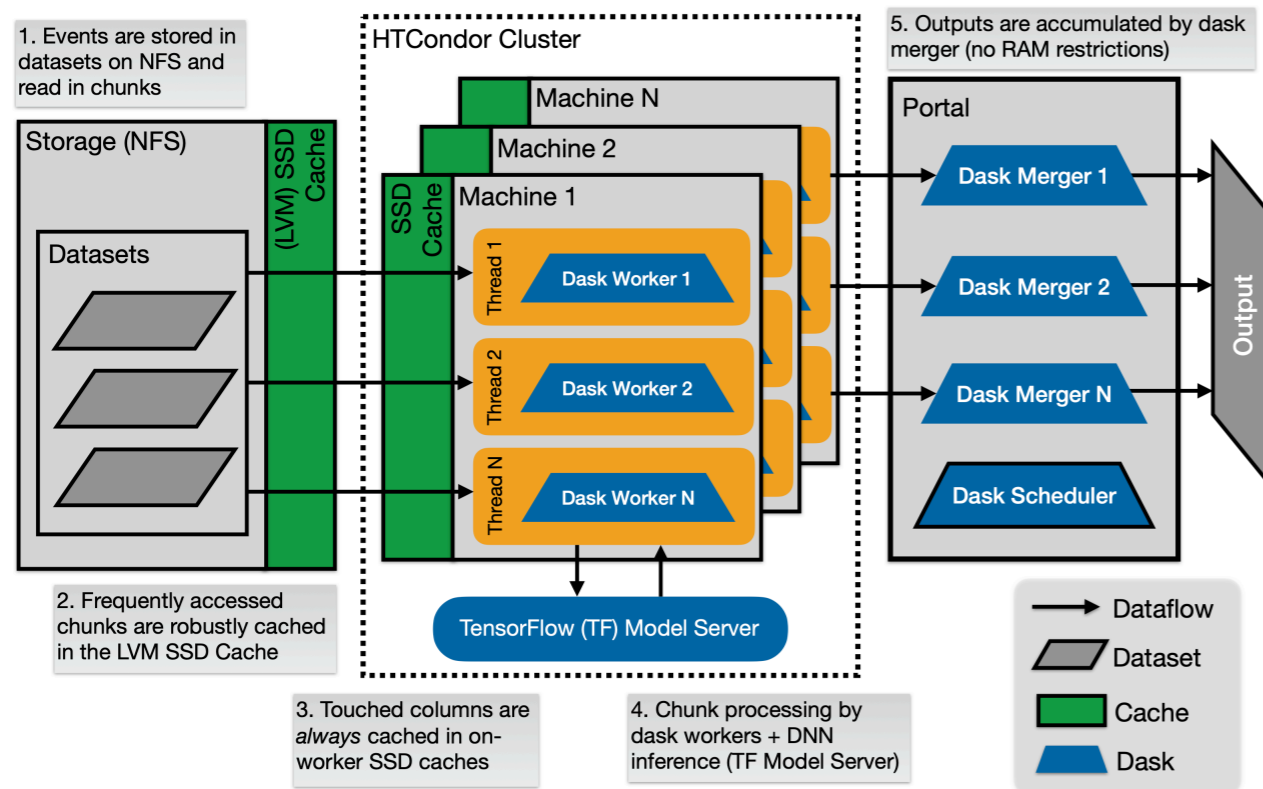 1. Events are stored in
datasets on NFS and
read in chunks
HTCondor Cluster
5. Outputs are accumulated by dask
merger (no RAM restrictions)
Storage (NFS)
(LVM) SSD
Cache
Datasets
Machine N
Machine 2
Machine 1
SSD
Cache
Thread 1
Dask Worker 1
Thread 2
Dask Worker 2
Thread N
Dask Worker N
TensorFlow (TF) Model Server
Portal
Dask Merger 1
Dask Merger 2
Dask Merger N
Dask Scheduler
Output
2. Frequently accessed
chunks are robustly cached
in the LVM SSD Cache
3. Touched columns are
always cached in on-
worker SSD caches
4. Chunk processing by
dask workers + DNN
inference (TF Model Server)
Dataflow
Dataset
Cache
Dask